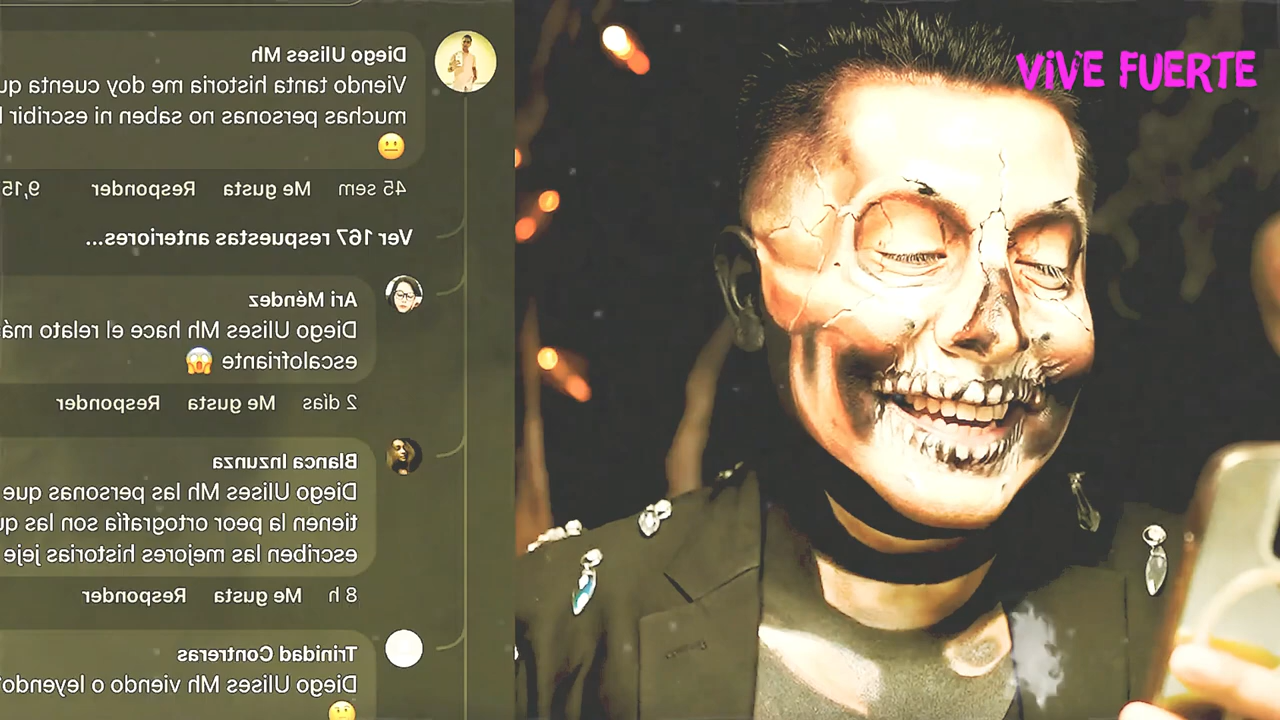 Diego Ulises Mh
Viendo tanta historia me doy cuenta qu
muchas personas no saben ni escribir
😐
45 sem Me gusta Responder 9,15
Ver 167 respuestas anteriores...
Ari Méndez
Diego Ulises Mh hace el relato má
escalofriante 😱
2 días Me gusta Responder
Blanca Inzunza
Diego Ulises Mh las personas que
tienen la peor ortografía son las qu
escriben las mejores historias jeje
8 h Me gusta Responder
Trinidad Contreras
Diego Ulises Mh viendo o leyendo?
VIVE FUERTE